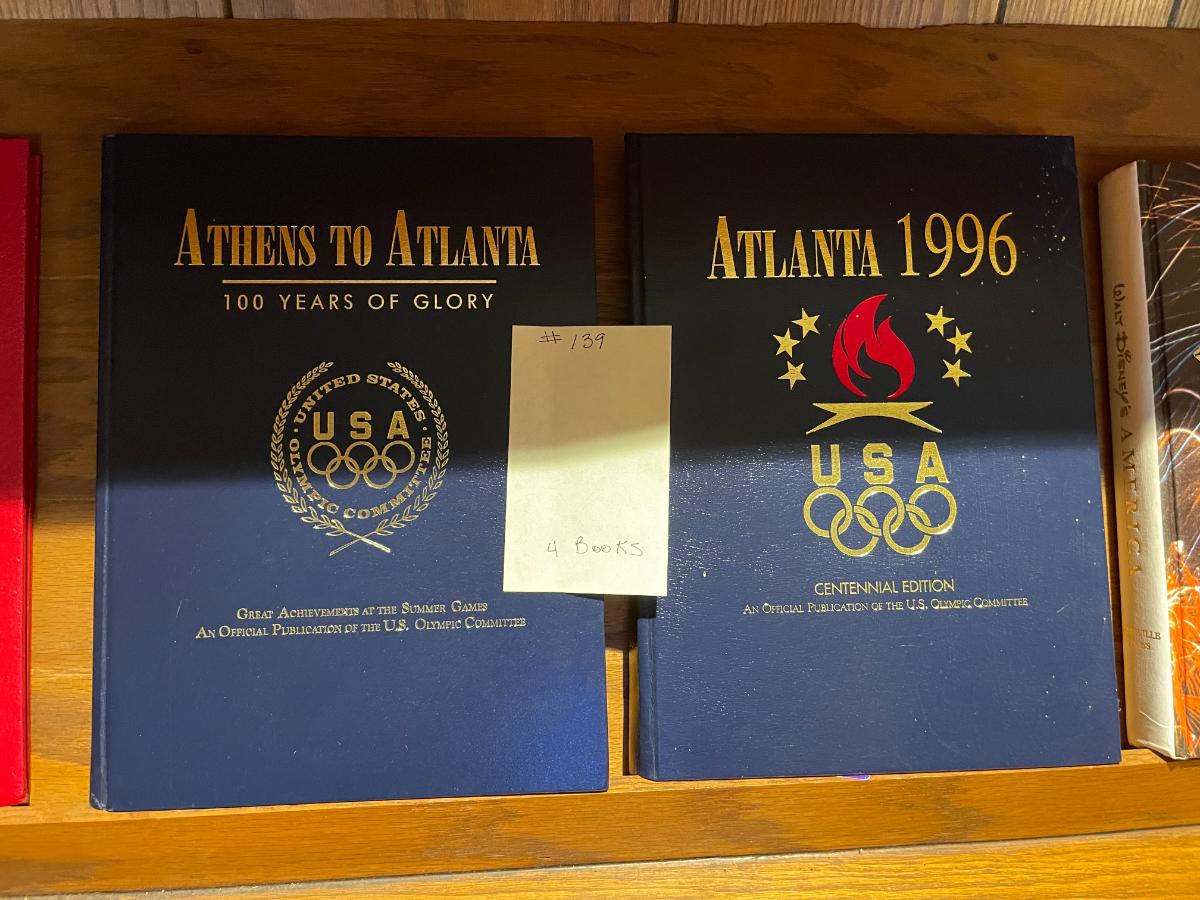 ATHENS TO ATLANTA
100 YEARS OF GLORY
UNITED STATES
OLYMPIC COMMITTEE
USA
GREAT ACHIEVEMENTS AT THE SUMMER GAMES
AN OFFICIAL PUBLICATION OF THE U.S. OLYMPIC COMMITTEE
# 139
4 BOOKS
ATLANTA 1996
USA
CENTENNIAL EDITION
AN OFFICIAL PUBLICATION OF THE U.S. OLYMPIC COMMITTEE
WALT DISNEY'S AMERICA